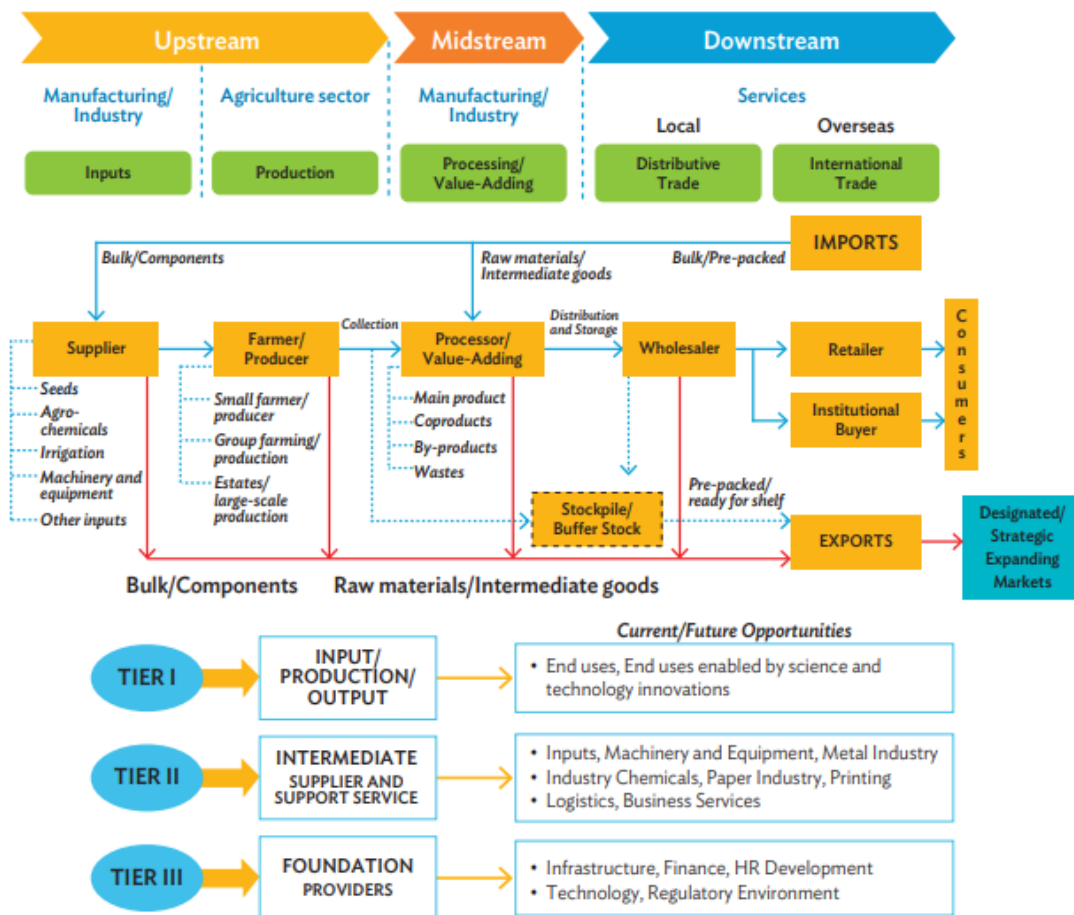 Upstream
Midstream
Downstream
Manufacturing/
Industry
Agriculture sector
Manufacturing/
Industry
Services
Local
Overseas
Inputs
Production
Processing/
Value-Adding
Distributive
Trade
International
Trade
IMPORTS
Bulk/Components
Raw materials/
Intermediate goods
Bulk/Pre-packed
Supplier
Farmer/
Producer
Collection
Processor/
Value-Adding
Distribution
and Storage
Wholesaler
Retailer
Institutional
Buyer
Consumers
Seeds
Agro-
chemicals
Irrigation
Machinery and
equipment
Other inputs
Small farmer/
producer
Group farming/
production
Estates/
large-scale
production
Main product
Coproducts
By-products
Wastes
Stockpile/
Buffer Stock
Pre-packed/
ready for shelf
EXPORTS
Designated/
Strategic
Expanding
Markets
Bulk/Components
Raw materials/Intermediate goods
Current/Future Opportunities
TIER I
INPUT/
PRODUCTION/
OUTPUT
• End uses, End uses enabled by science and
technology innovations
TIER II
INTERMEDIATE
SUPPLIER AND
SUPPORT SERVICE
• Inputs, Machinery and Equipment, Metal Industry
• Industry Chemicals, Paper Industry, Printing
• Logistics, Business Services
TIER III
FOUNDATION
PROVIDERS
• Infrastructure, Finance, HR Development
• Technology, Regulatory Environment